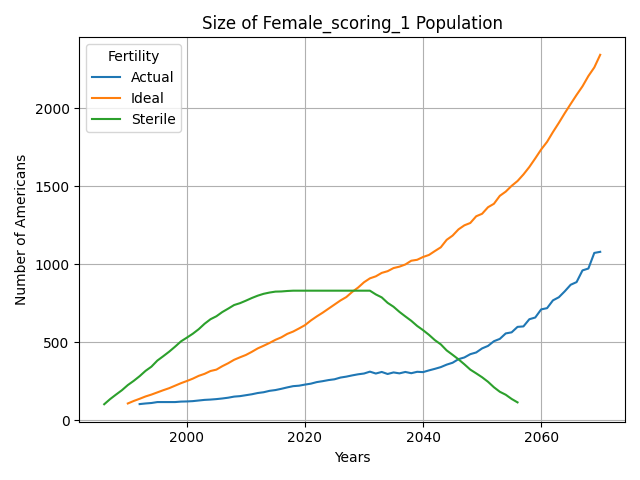 Size of Female_scoring_1 Population
Fertility
Actual
Ideal
Sterile
Number of Americans
2000
1500
1000
500
0
2000
2020
2040
2060
Years